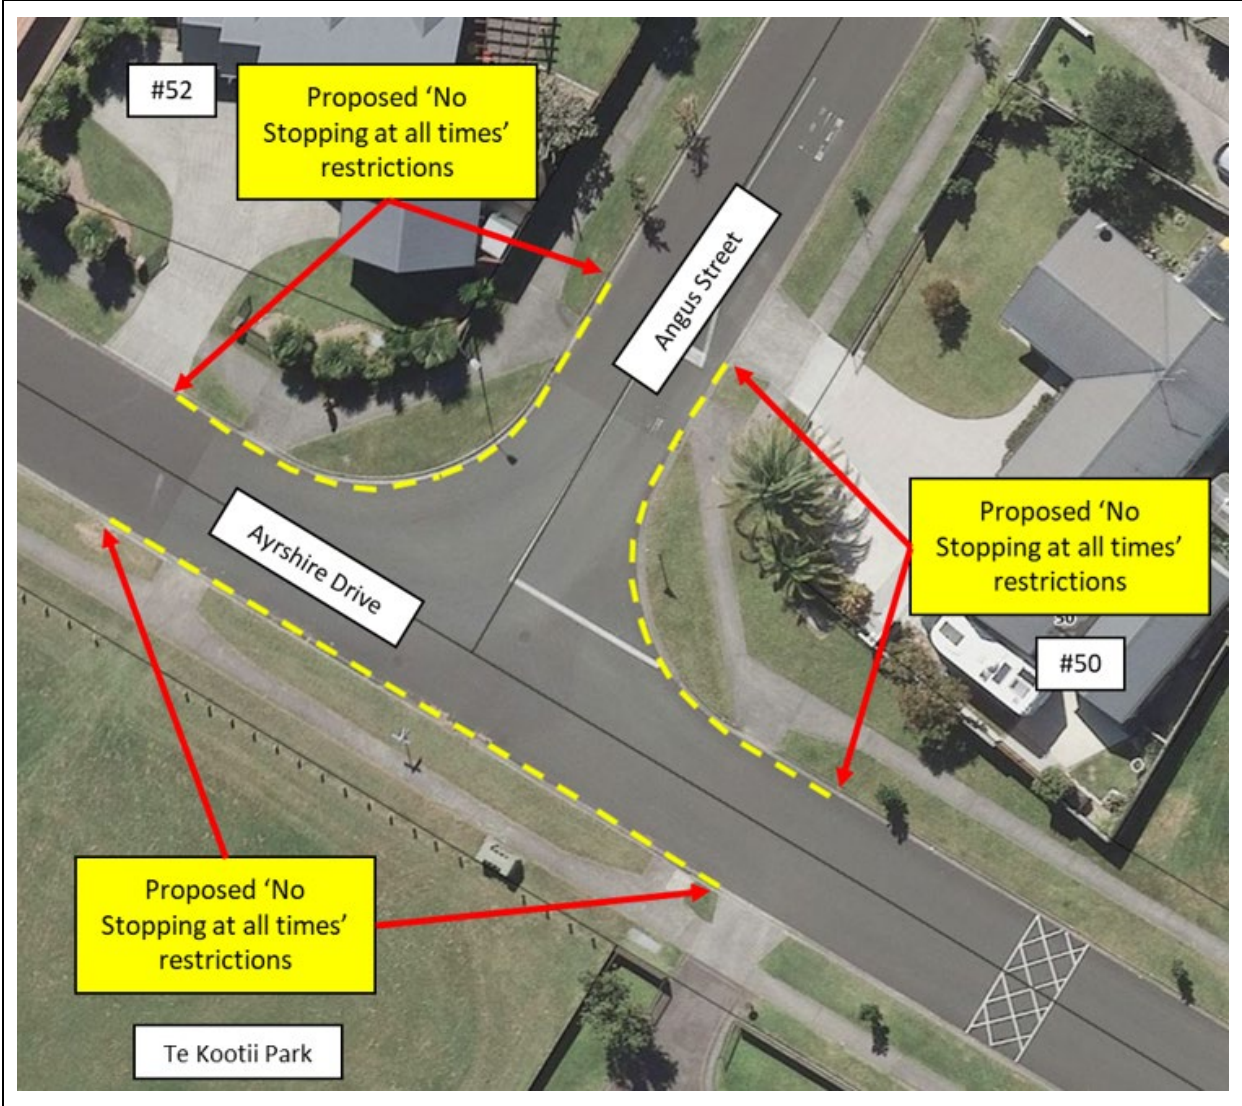 #52
Proposed ‘No
Stopping at all times’
restrictions
Angus Street
Ayrshire Drive
Proposed ‘No
Stopping at all times’
restrictions
50
#50
Proposed ‘No
Stopping at all times’
restrictions
Te Kootii Park